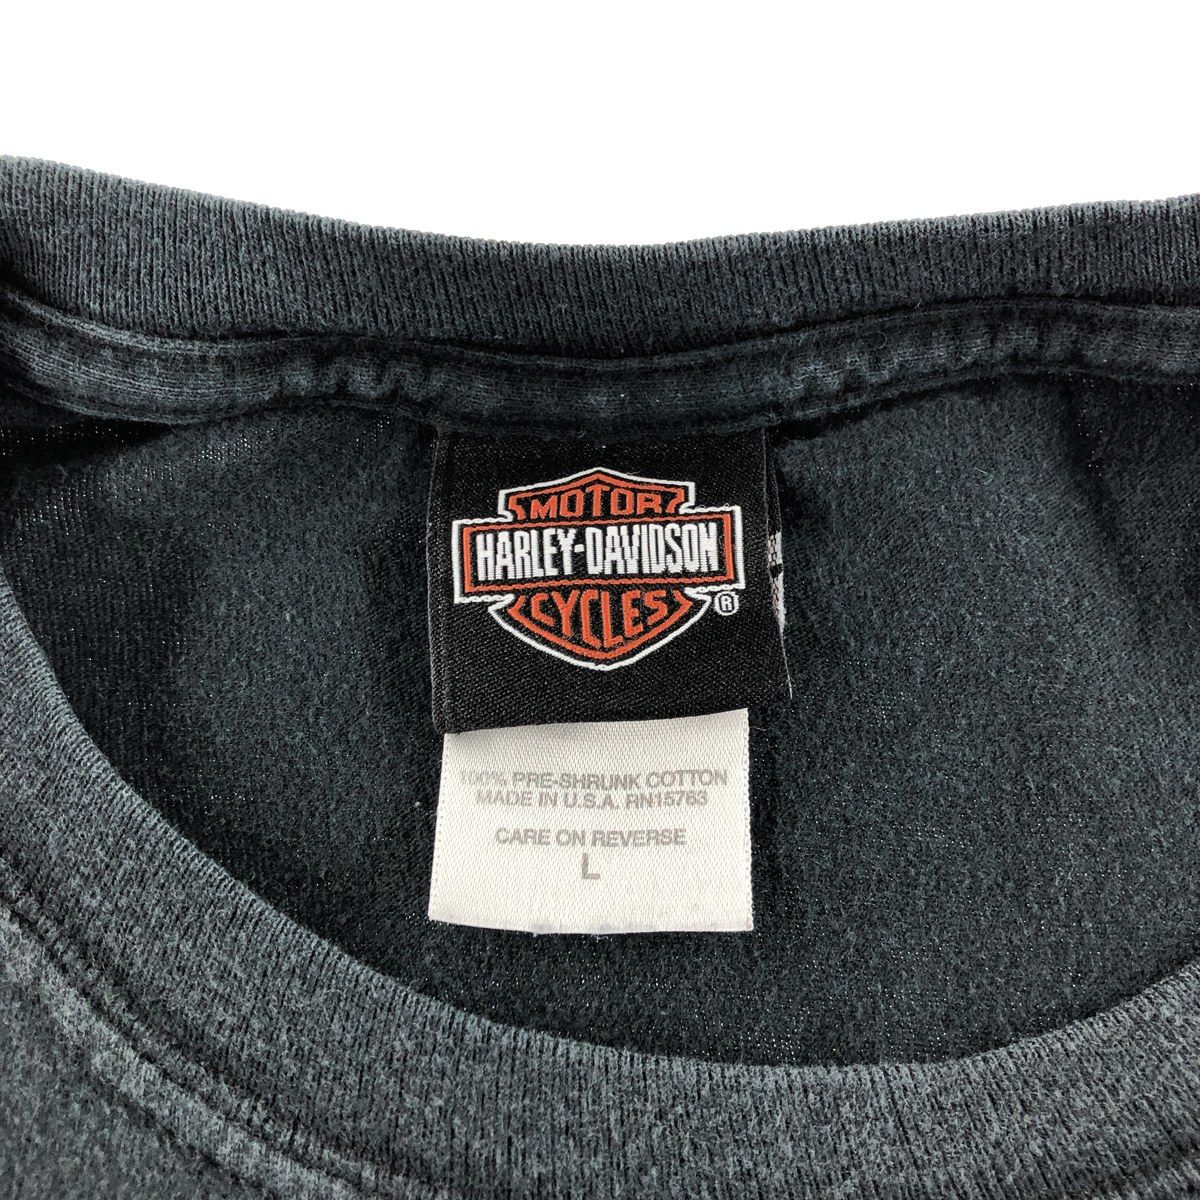 MOTOR
HARLEY-DAVIDSON
CYCLES ®
100% PRE-SHRUNK COTTON
MADE IN U.S.A. RN15763
CARE ON REVERSE
L